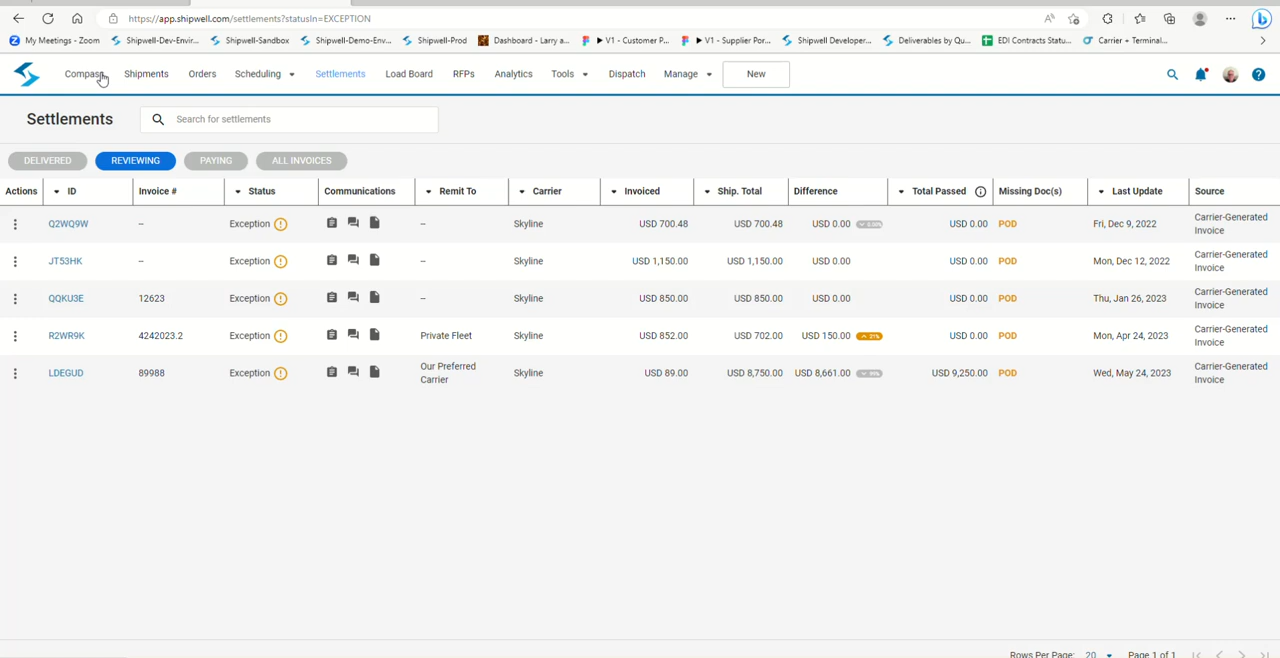 https://app.shipwell.com/settlements?statusIn=EXCEPTION
My Meetings - Zoom Shipwell-Dev-Envir... Shipwell-Sandbox Shipwell-Demo-Env... Shipwell-Prod Dashboard - Larry a... V1 - Customer P... V1 - Supplier Por... Shipwell Developer... Deliverables by Qu... EDI Contracts Statu... Carrier + Terminal...
Compass Shipments Orders Scheduling Settlements Load Board RFPs Analytics Tools Dispatch Manage New
Settlements Search for settlements
DELIVERED REVIEWING PAYING ALL INVOICES
Actions ID Invoice # Status Communications Remit To Carrier Invoiced Ship. Total Difference Total Passed Missing Doc(s) Last Update Source
Q2WQ9W -- Exception -- Skyline USD 700.48 USD 700.48 USD 0.00 USD 0.00 POD Fri, Dec 9, 2022 Carrier-Generated Invoice
JT53HK -- Exception -- Skyline USD 1,150.00 USD 1,150.00 USD 0.00 USD 0.00 POD Mon, Dec 12, 2022 Carrier-Generated Invoice
QQKU3E 12623 Exception -- Skyline USD 850.00 USD 850.00 USD 0.00 USD 0.00 POD Thu, Jan 26, 2023 Carrier-Generated Invoice
R2WR9K 4242023.2 Exception Private Fleet Skyline USD 852.00 USD 702.00 USD 150.00 21% USD 0.00 POD Mon, Apr 24, 2023 Carrier-Generated Invoice
LDEGUD 89988 Exception Our Preferred Carrier Skyline USD 89.00 USD 8,750.00 USD 8,661.00 99% USD 9,250.00 POD Wed, May 24, 2023 Carrier-Generated Invoice
Rows Per Page: 20 Page 1 of 1